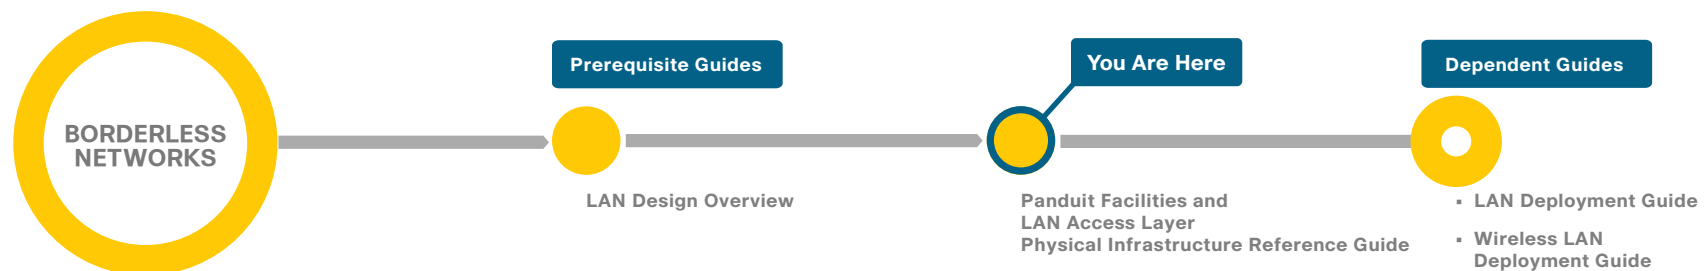 BORDERLESS
NETWORKS
Prerequisite Guides
LAN Design Overview
You Are Here
Panduit Facilities and
LAN Access Layer
Physical Infrastructure Reference Guide
Dependent Guides
▪ LAN Deployment Guide
▪ Wireless LAN
Deployment Guide